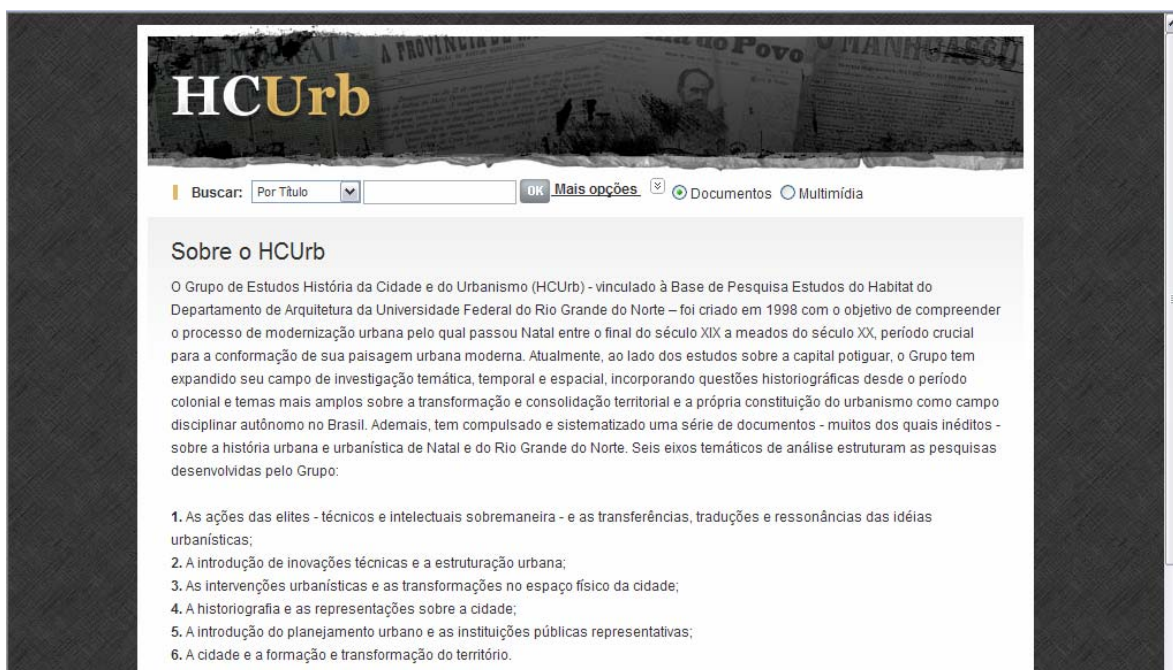 A PROVINCIA DE
do Povo
O MANHUASSU
HCUrb
Buscar: Por Título OK Mais opções Documentos Multimídia
Sobre o HCUrb
O Grupo de Estudos História da Cidade e do Urbanismo (HCUrb) - vinculado à Base de Pesquisa Estudos do Habitat do
Departamento de Arquitetura da Universidade Federal do Rio Grande do Norte – foi criado em 1998 com o objetivo de compreender
o processo de modernização urbana pelo qual passou Natal entre o final do século XIX a meados do século XX, período crucial
para a conformação de sua paisagem urbana moderna. Atualmente, ao lado dos estudos sobre a capital potiguar, o Grupo tem
expandido seu campo de investigação temática, temporal e espacial, incorporando questões historiográficas desde o período
colonial e temas mais amplos sobre a transformação e consolidação territorial e a própria constituição do urbanismo como campo
disciplinar autônomo no Brasil. Ademais, tem compulsado e sistematizado uma série de documentos - muitos dos quais inéditos -
sobre a história urbana e urbanística de Natal e do Rio Grande do Norte. Seis eixos temáticos de análise estruturam as pesquisas
desenvolvidas pelo Grupo:
1. As ações das elites - técnicos e intelectuais sobremaneira - e as transferências, traduções e ressonâncias das idéias
urbanísticas;
2. A introdução de inovações técnicas e a estruturação urbana;
3. As intervenções urbanísticas e as transformações no espaço físico da cidade;
4. A historiografia e as representações sobre a cidade;
5. A introdução do planejamento urbano e as instituições públicas representativas;
6. A cidade e a formação e transformação do território.